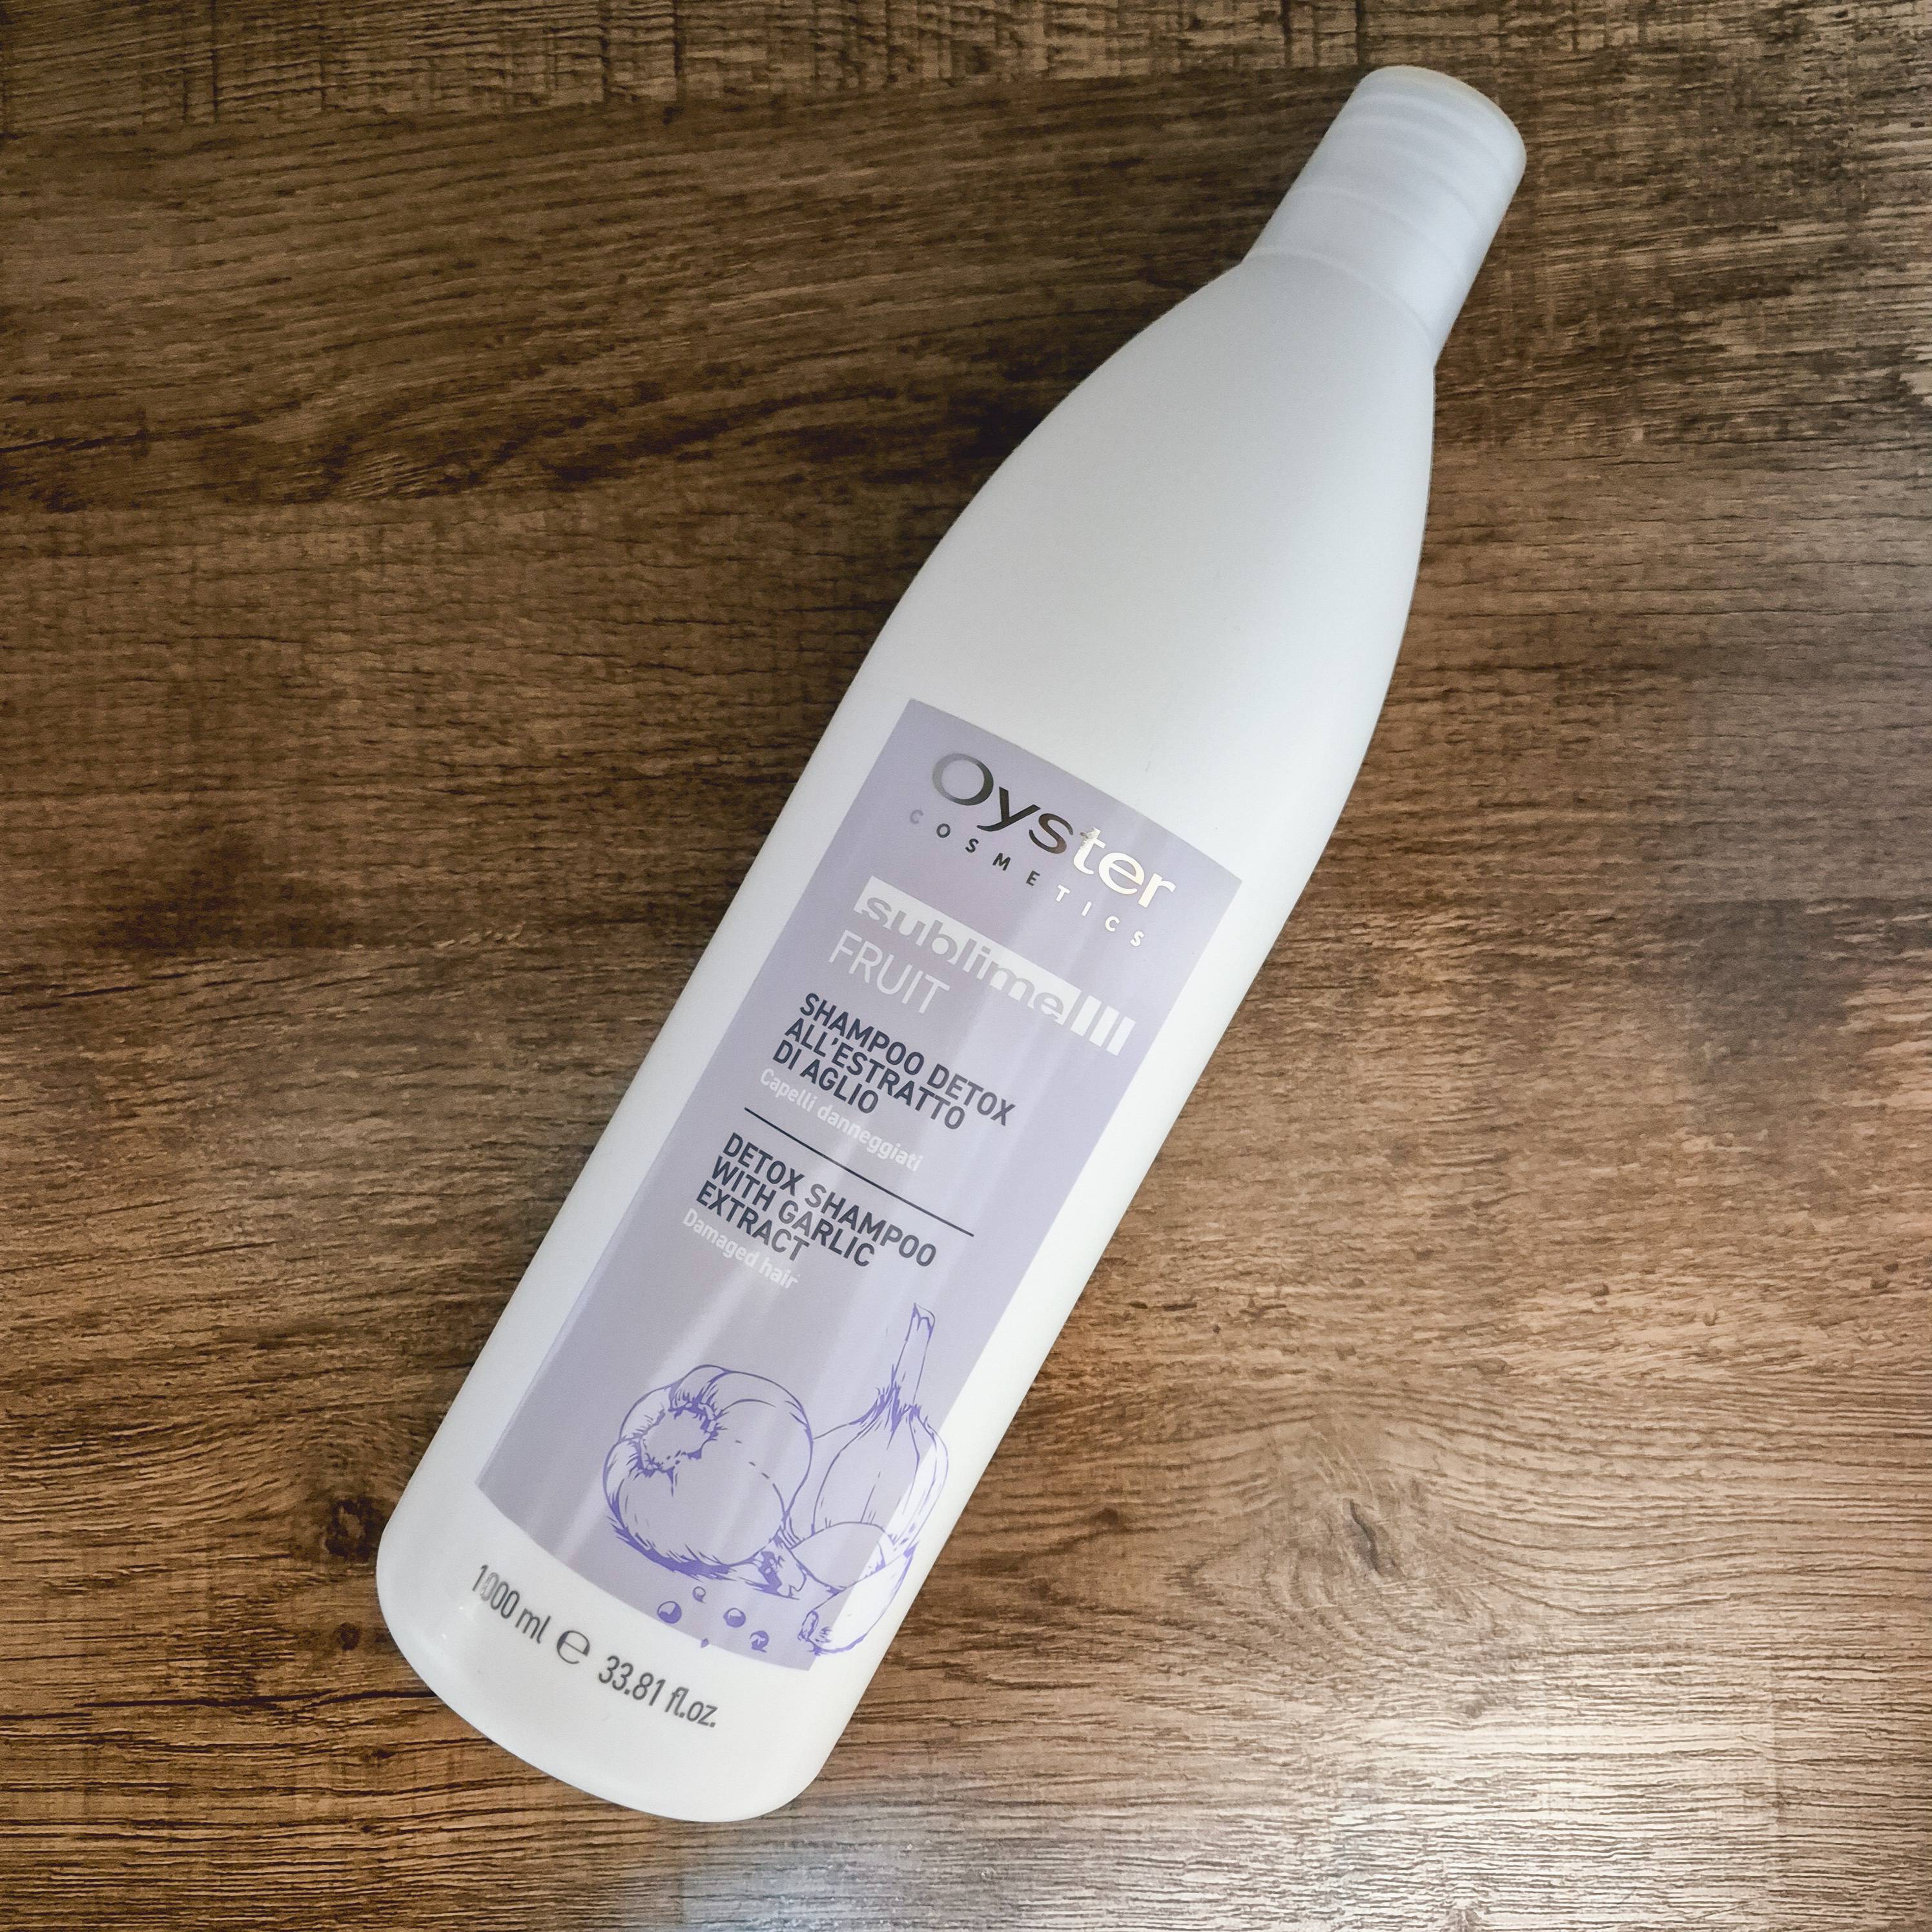 Oyster
COSMETICS
sublime
FRUIT
SHAMPOO DETOX
ALL'ESTRATTO
DI AGLIO
Capelli danneggiati
DETOX SHAMPOO
WITH GARLIC
EXTRACT
Damaged hair
1000 ml ℮ 33.81 fl.oz.